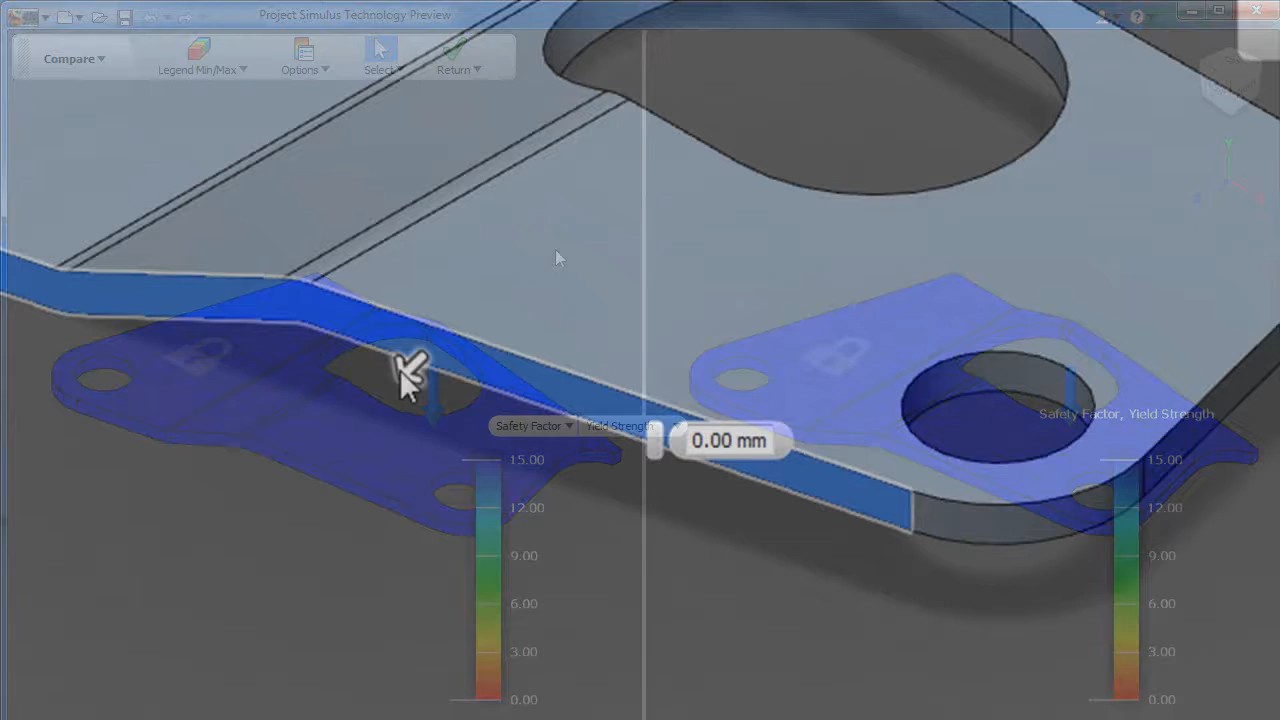 Project Simulus Technology Preview
Compare
Legend Min/Max
Options
Select
Return
Safety Factor
Yield Strength
0.00 mm
Safety Factor, Yield Strength
15.00
12.00
9.00
6.00
3.00
0.00
15.00
12.00
9.00
6.00
3.00
0.00
Y